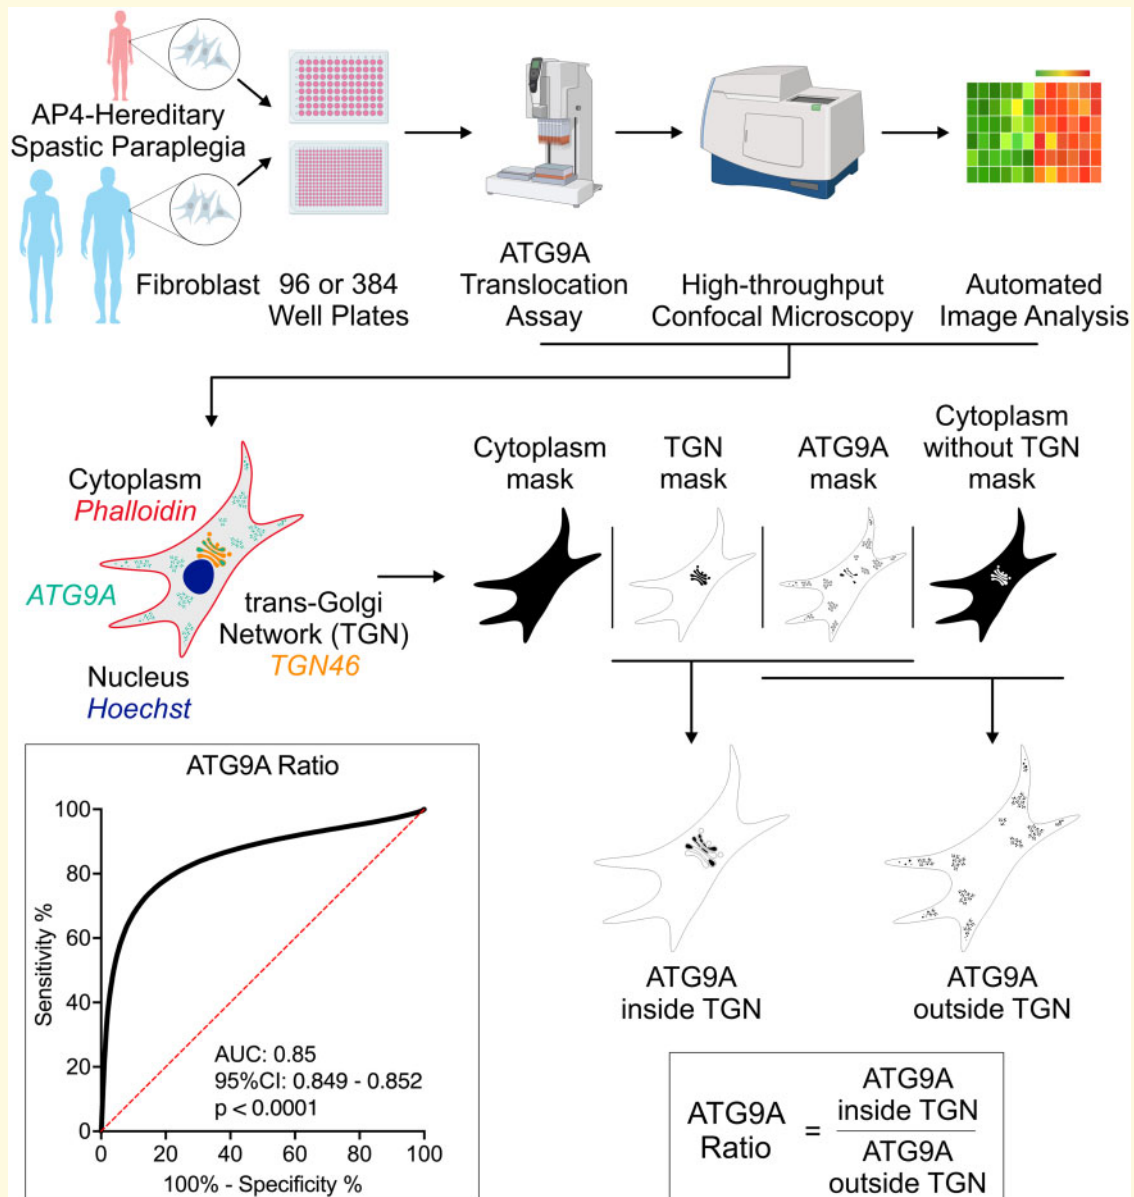 AP4-Hereditary
Spastic Paraplegia
Fibroblast
96 or 384
Well Plates
ATG9A
Translocation
Assay
High-throughput
Confocal Microscopy
Automated
Image Analysis
Cytoplasm
Phalloidin
ATG9A
Nucleus
Hoechst
trans-Golgi
Network (TGN)
TGN46
Cytoplasm
mask
TGN
mask
ATG9A
mask
Cytoplasm
without TGN
mask
ATG9A
inside TGN
ATG9A
outside TGN
ATG9A Ratio
Sensitivity %
100
80
60
40
20
0
AUC: 0.85
95%CI: 0.849 - 0.852
p < 0.0001
0 20 40 60 80 100
100% - Specificity %
ATG9A
Ratio
=
ATG9A
inside TGN
ATG9A
outside TGN